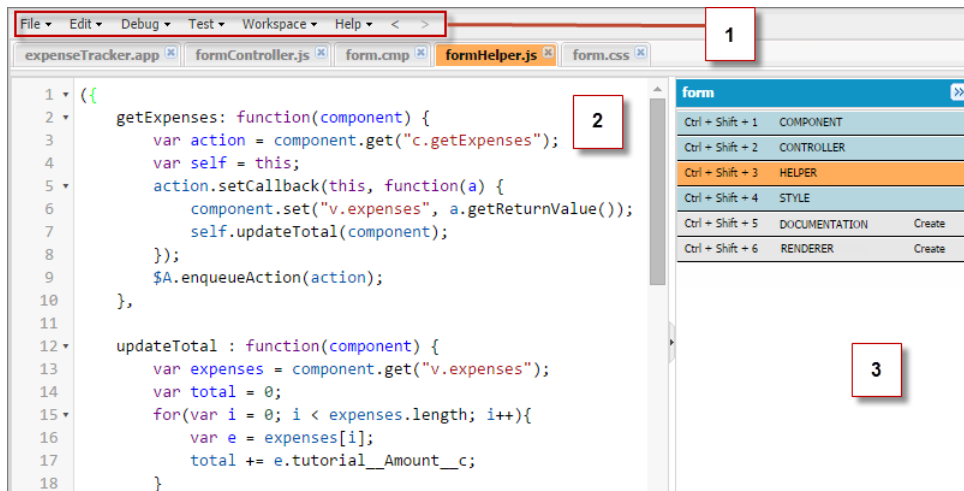 File Edit Debug Test Workspace Help < >
1
expenseTracker.app formController.js form.cmp formHelper.js form.css
1 ({
2 getExpenses: function(component) {
3 var action = component.get("c.getExpenses");
4 var self = this;
5 action.setCallback(this, function(a) {
6 component.set("v.expenses", a.getReturnValue());
7 self.updateTotal(component);
8 });
9 $A.enqueueAction(action);
10 },
11
12 updateTotal : function(component) {
13 var expenses = component.get("v.expenses");
14 var total = 0;
15 for(var i = 0; i < expenses.length; i++){
16 var e = expenses[i];
17 total += e.tutorial__Amount__c;
18 }
2
form
Ctrl + Shift + 1 COMPONENT
Ctrl + Shift + 2 CONTROLLER
Ctrl + Shift + 3 HELPER
Ctrl + Shift + 4 STYLE
Ctrl + Shift + 5 DOCUMENTATION Create
Ctrl + Shift + 6 RENDERER Create
3